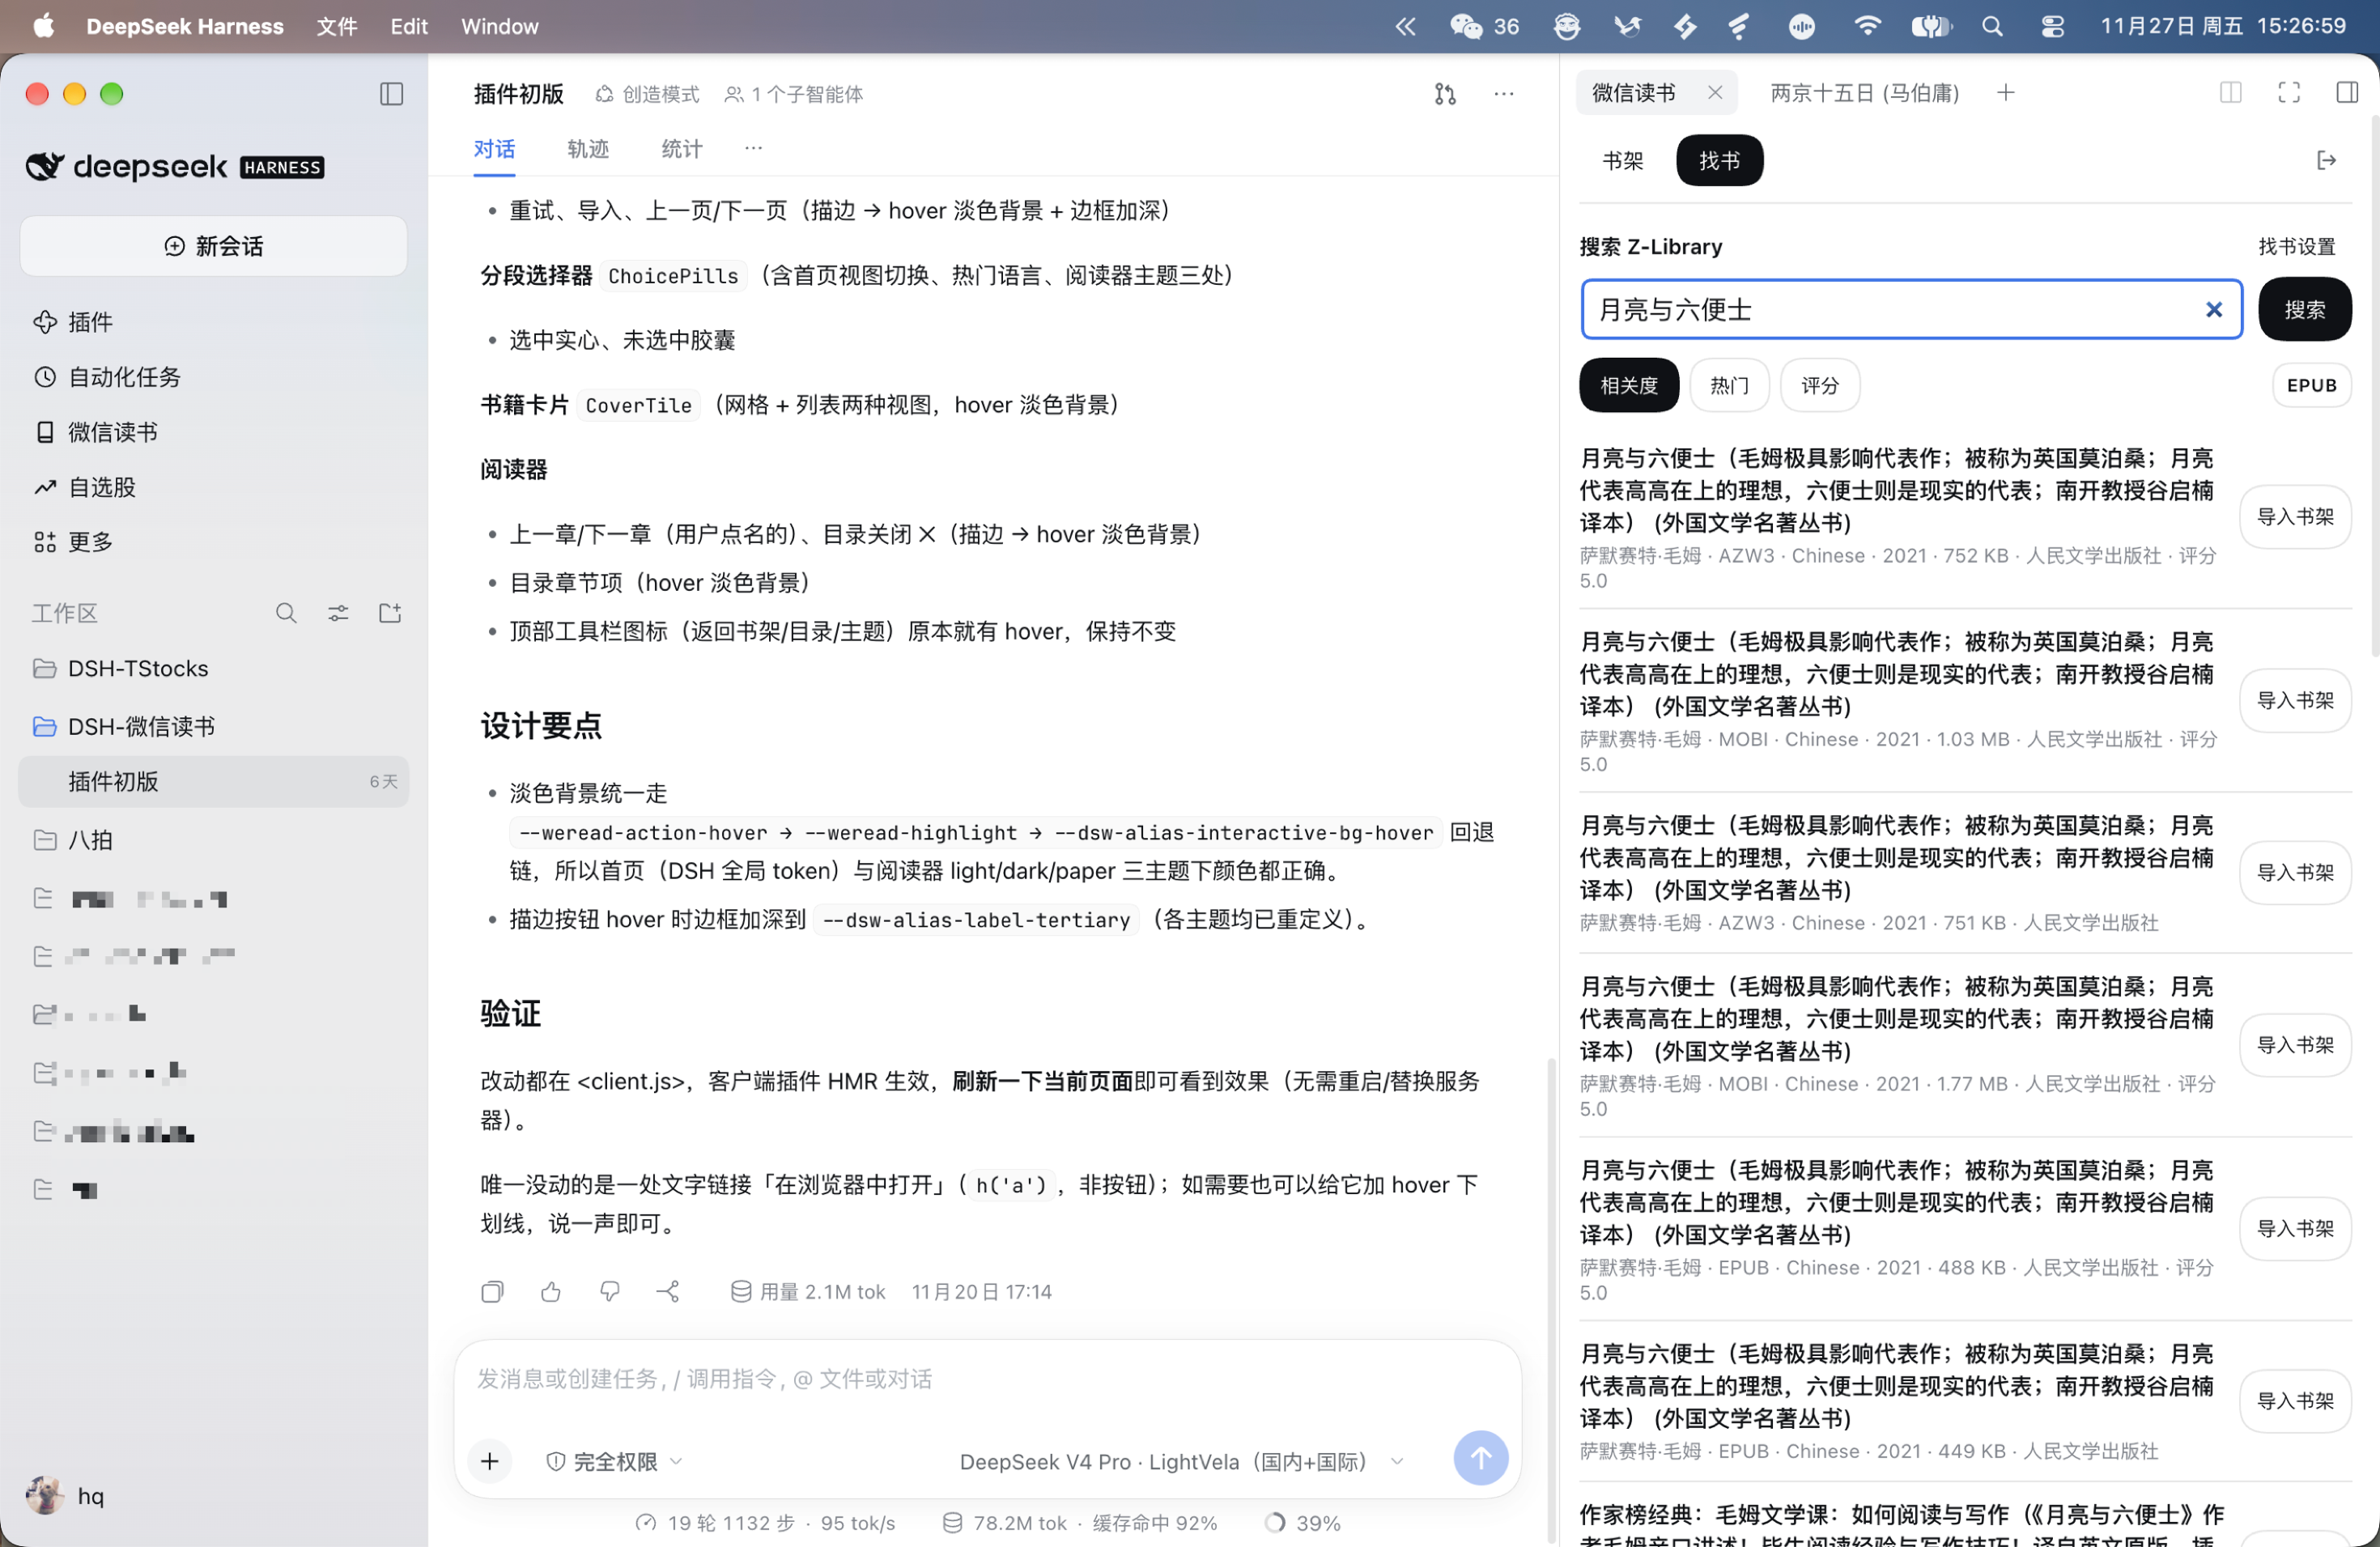 DeepSeek Harness 文件 Edit Window
36
11月27日 周五 15:26:59
deepseek HARNESS
新会话
插件
自动化任务
微信读书
自选股
更多
工作区
DSH-TStocks
DSH-微信读书
插件初版 6天
八拍
hq
插件初版 创造模式 1 个子智能体
对话 轨迹 统计 ···
• 重试、导入、上一页/下一页（描边 → hover 淡色背景 + 边框加深）
分段选择器 ChoicePills（含首页视图切换、热门语言、阅读器主题三处）
• 选中实心、未选中胶囊
书籍卡片 CoverTile（网格 + 列表两种视图，hover 淡色背景）
阅读器
• 上一章/下一章（用户点名的）、目录关闭 ✕（描边 → hover 淡色背景）
• 目录章节项（hover 淡色背景）
• 顶部工具栏图标（返回书架/目录/主题）原本就有 hover，保持不变
设计要点
• 淡色背景统一走
--weread-action-hover → --weread-highlight → --dsw-alias-interactive-bg-hover 回退
链，所以首页（DSH 全局 token）与阅读器 light/dark/paper 三主题下颜色都正确。
• 描边按钮 hover 时边框加深到 --dsw-alias-label-tertiary（各主题均已重定义）。
验证
改动都在 <client.js>，客户端插件 HMR 生效，刷新一下当前页面即可看到效果（无需重启/替换服务
器）。
唯一没动的是一处文字链接「在浏览器中打开」（h('a')，非按钮）；如需要也可以给它加 hover 下
划线，说一声即可。
用量 2.1M tok 11月20日 17:14
发消息或创建任务, / 调用指令, @ 文件或对话
完全权限
DeepSeek V4 Pro · LightVela（国内+国际）
19 轮 1132 步 · 95 tok/s 78.2M tok · 缓存命中 92% 39%
微信读书 两京十五日 (马伯庸)
书架 找书
搜索 Z-Library 找书设置
月亮与六便士 搜索
相关度 热门 评分 EPUB
月亮与六便士（毛姆极具影响代表作；被称为英国莫泊桑；月亮
代表高高在上的理想，六便士则是现实的代表；南开教授谷启楠
译本） (外国文学名著丛书)
萨默赛特·毛姆 · AZW3 · Chinese · 2021 · 752 KB · 人民文学出版社 · 评分
5.0
导入书架
月亮与六便士（毛姆极具影响代表作；被称为英国莫泊桑；月亮
代表高高在上的理想，六便士则是现实的代表；南开教授谷启楠
译本） (外国文学名著丛书)
萨默赛特·毛姆 · MOBI · Chinese · 2021 · 1.03 MB · 人民文学出版社 · 评分
5.0
导入书架
月亮与六便士（毛姆极具影响代表作；被称为英国莫泊桑；月亮
代表高高在上的理想，六便士则是现实的代表；南开教授谷启楠
译本） (外国文学名著丛书)
萨默赛特·毛姆 · AZW3 · Chinese · 2021 · 751 KB · 人民文学出版社
导入书架
月亮与六便士（毛姆极具影响代表作；被称为英国莫泊桑；月亮
代表高高在上的理想，六便士则是现实的代表；南开教授谷启楠
译本） (外国文学名著丛书)
萨默赛特·毛姆 · MOBI · Chinese · 2021 · 1.77 MB · 人民文学出版社 · 评分
5.0
导入书架
月亮与六便士（毛姆极具影响代表作；被称为英国莫泊桑；月亮
代表高高在上的理想，六便士则是现实的代表；南开教授谷启楠
译本） (外国文学名著丛书)
萨默赛特·毛姆 · EPUB · Chinese · 2021 · 488 KB · 人民文学出版社 · 评分
5.0
导入书架
月亮与六便士（毛姆极具影响代表作；被称为英国莫泊桑；月亮
代表高高在上的理想，六便士则是现实的代表；南开教授谷启楠
译本） (外国文学名著丛书)
萨默赛特·毛姆 · EPUB · Chinese · 2021 · 449 KB · 人民文学出版社
导入书架
作家榜经典：毛姆文学课：如何阅读与写作（《月亮与六便士》作
者毛姆亲口讲述！毕生阅读经验与写作技巧！译自英文原版，插